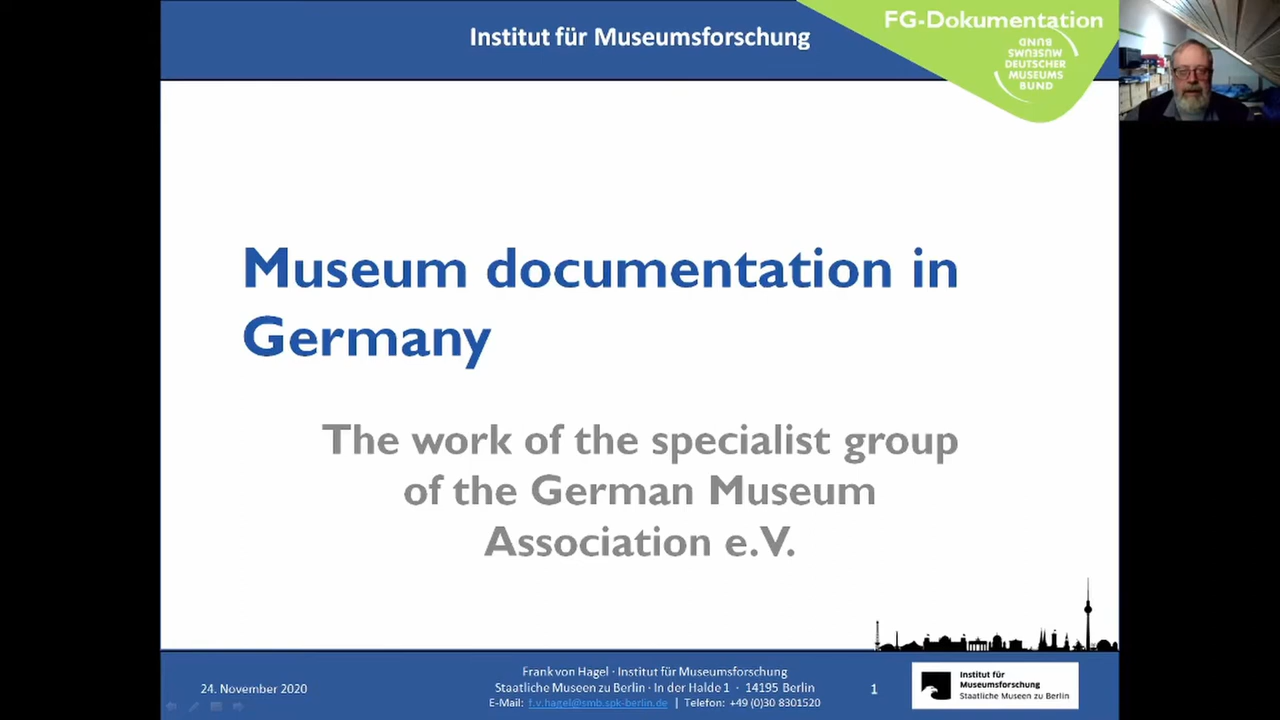 Institut für Museumsforschung
FG-Dokumentation
BUND
MUSEUMS
DEUTSCHER
MUSEUMS
BUND
Museum documentation in
Germany
The work of the specialist group
of the German Museum
Association e.V.
24. November 2020
Frank von Hagel · Institut für Museumsforschung
Staatliche Museen zu Berlin · In der Halde 1 · 14195 Berlin
E-Mail: f.v.hagel@smb.spk-berlin.de | Telefon: +49 (0)30 8301520
1
Institut für
Museumsforschung
Staatliche Museen zu Berlin